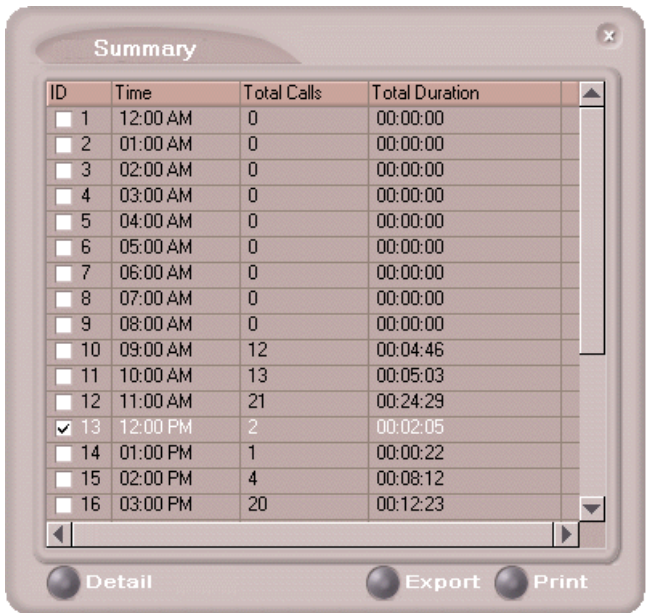 Summary
ID Time Total Calls Total Duration
1 12:00 AM 0 00:00:00
2 01:00 AM 0 00:00:00
3 02:00 AM 0 00:00:00
4 03:00 AM 0 00:00:00
5 04:00 AM 0 00:00:00
6 05:00 AM 0 00:00:00
7 06:00 AM 0 00:00:00
8 07:00 AM 0 00:00:00
9 08:00 AM 0 00:00:00
10 09:00 AM 12 00:04:46
11 10:00 AM 13 00:05:03
12 11:00 AM 21 00:24:29
13 12:00 PM 2 00:02:05
14 01:00 PM 1 00:00:22
15 02:00 PM 4 00:08:12
16 03:00 PM 20 00:12:23
Detail Export Print